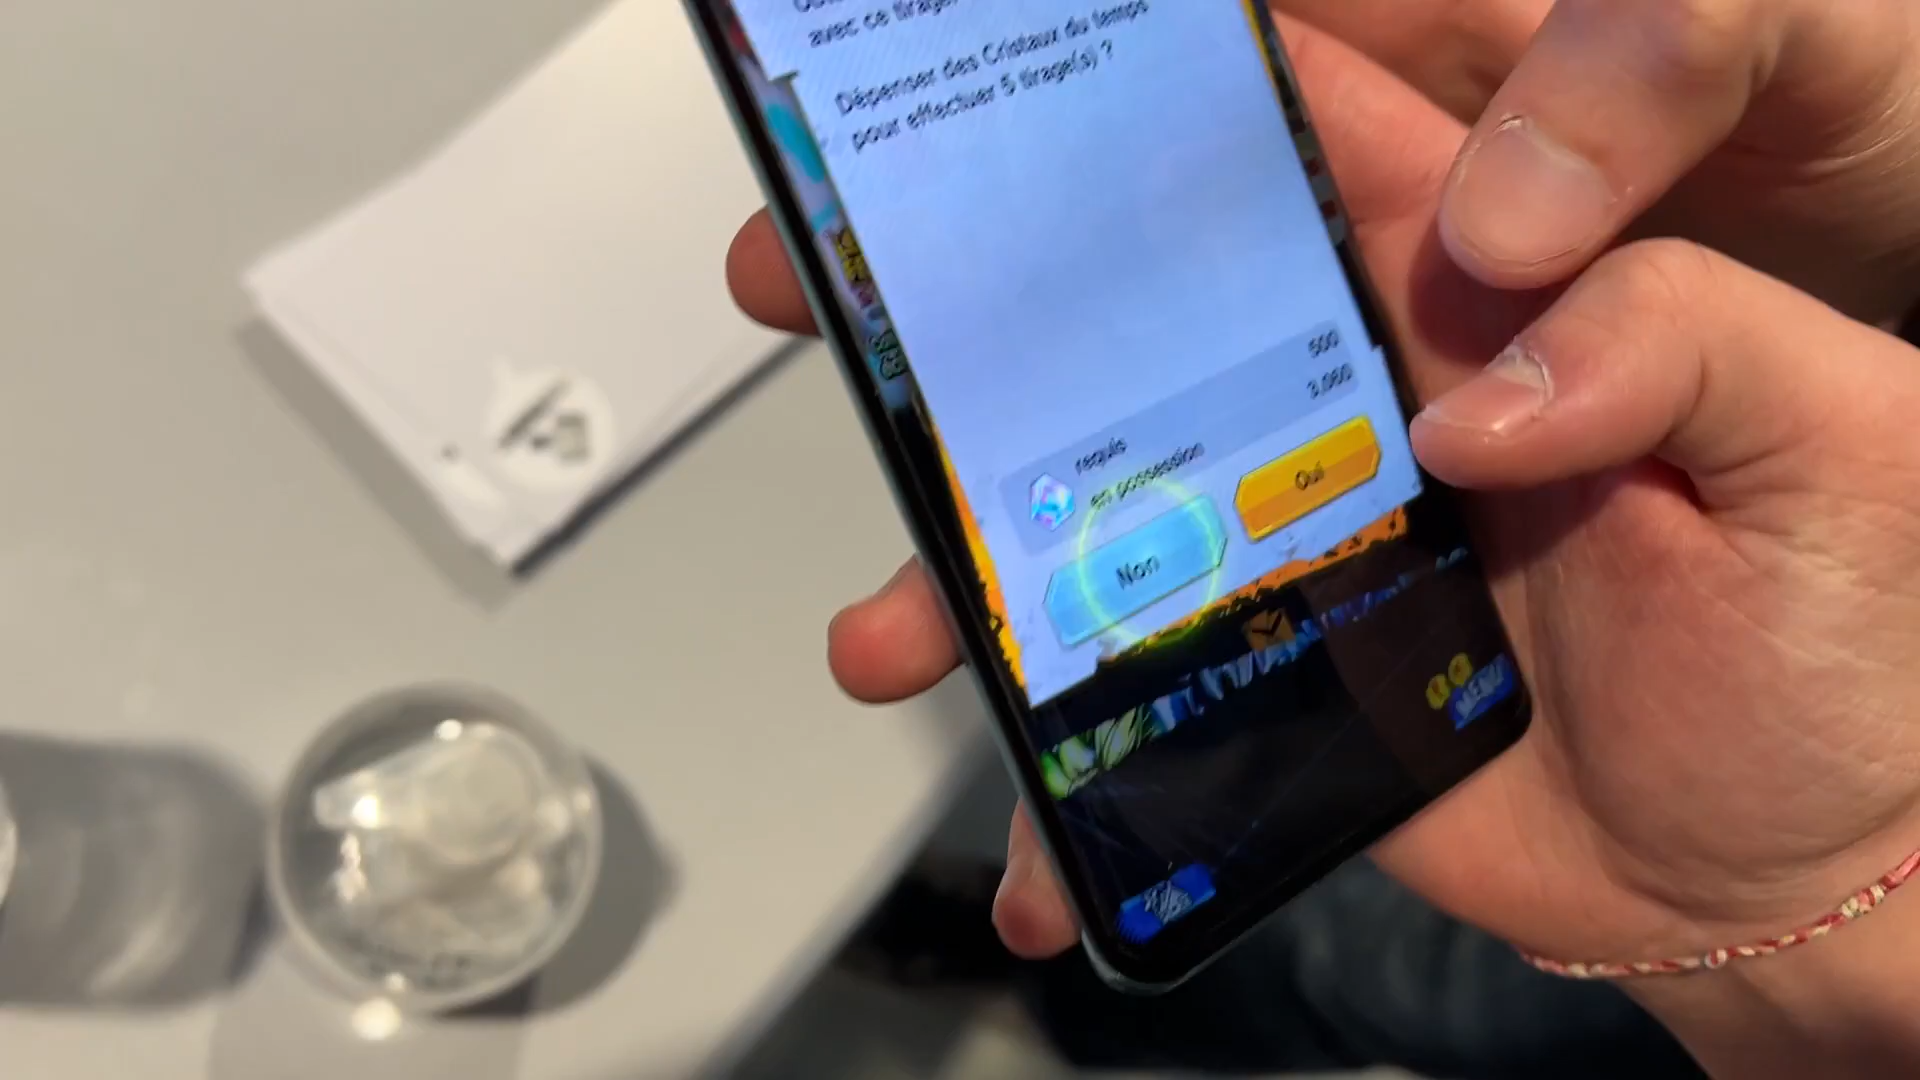 avec ce tirage.
Dépenser des Cristaux du temps
pour effectuer 5 tirage(s) ?
requis 500
en possession 3,060
Non
Oui
MENU